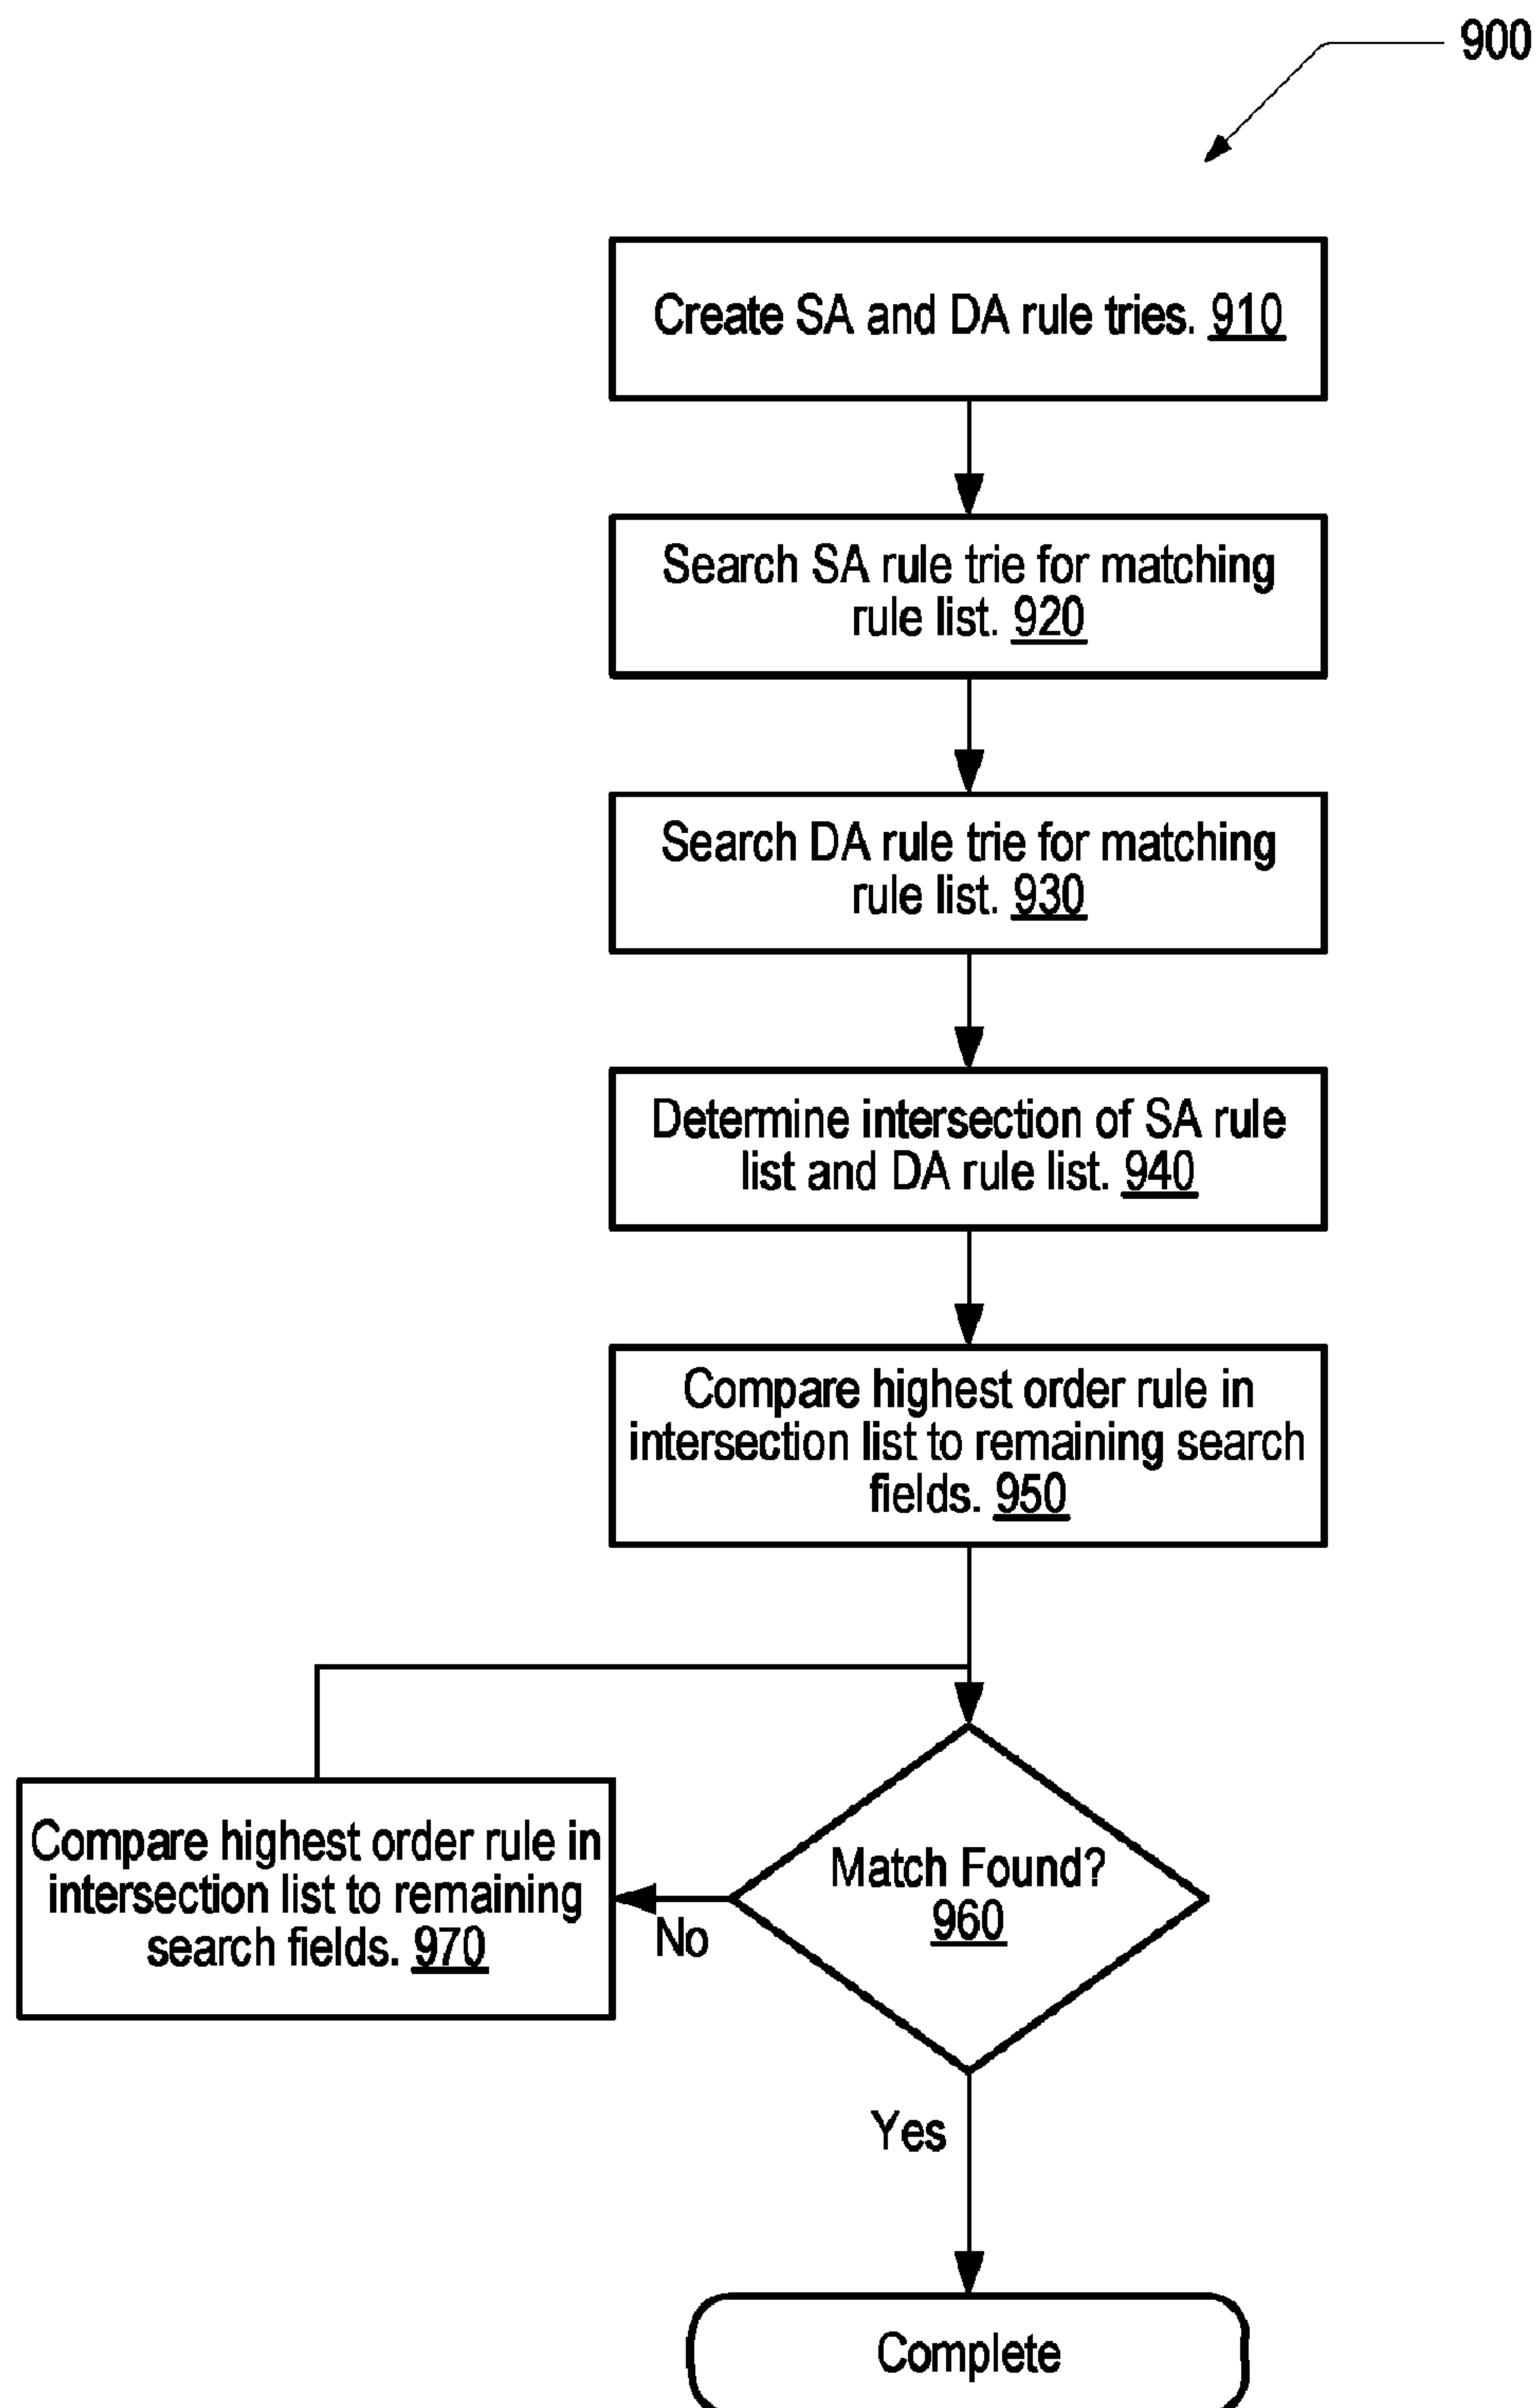 900
Create SA and DA rule tries. 910
Search SA rule trie for matching
rule list. 920
Search DA rule trie for matching
rule list. 930
Determine intersection of SA rule
list and DA rule list. 940
Compare highest order rule in
intersection list to remaining search
fields. 950
Match Found?
960
No
Compare highest order rule in
intersection list to remaining
search fields. 970
Yes
Complete